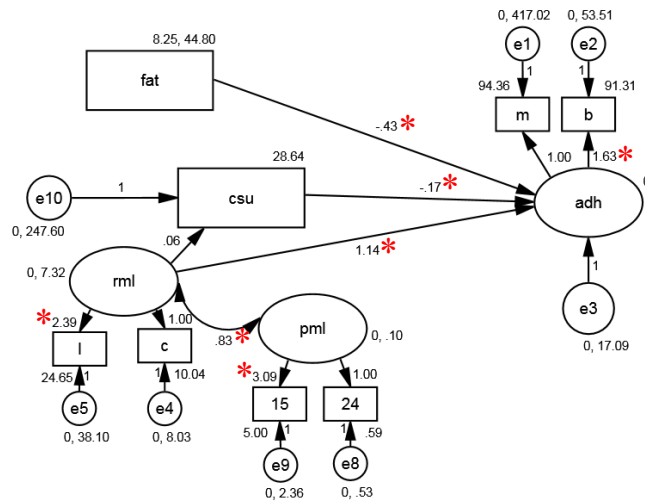 0, 417.02
0, 53.51
e1
e2
8.25, 44.80
1
1
94.36
91.31
fat
m
b
-.43*
1.00
1.63*
28.64
0
e10
1
csu
-.17*
adh
0, 247.60
.06
1.14*
1
0, 7.32
rml
e3
*2.39
1.00
.83*
pml
0, .10
0, 17.09
l
c
*3.09
1.00
24.65
1
1
10.04
15
24
e5
e4
5.00
1
1
.59
0, 38.10
0, 8.03
e9
e8
0, 2.36
0, .53